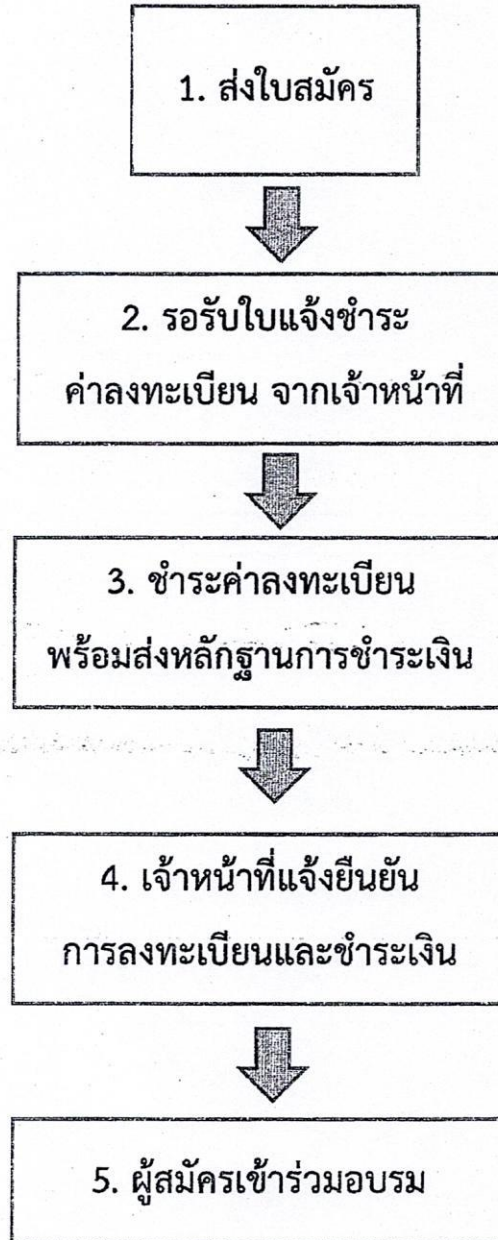 1. ส่งใบสมัคร
2. รอรับใบแจ้งชำระ
ค่าลงทะเบียน จากเจ้าหน้าที่
3. ชำระค่าลงทะเบียน
พร้อมส่งหลักฐานการชำระเงิน
4. เจ้าหน้าที่แจ้งยืนยัน
การลงทะเบียนและชำระเงิน
5. ผู้สมัครเข้าร่วมอบรม